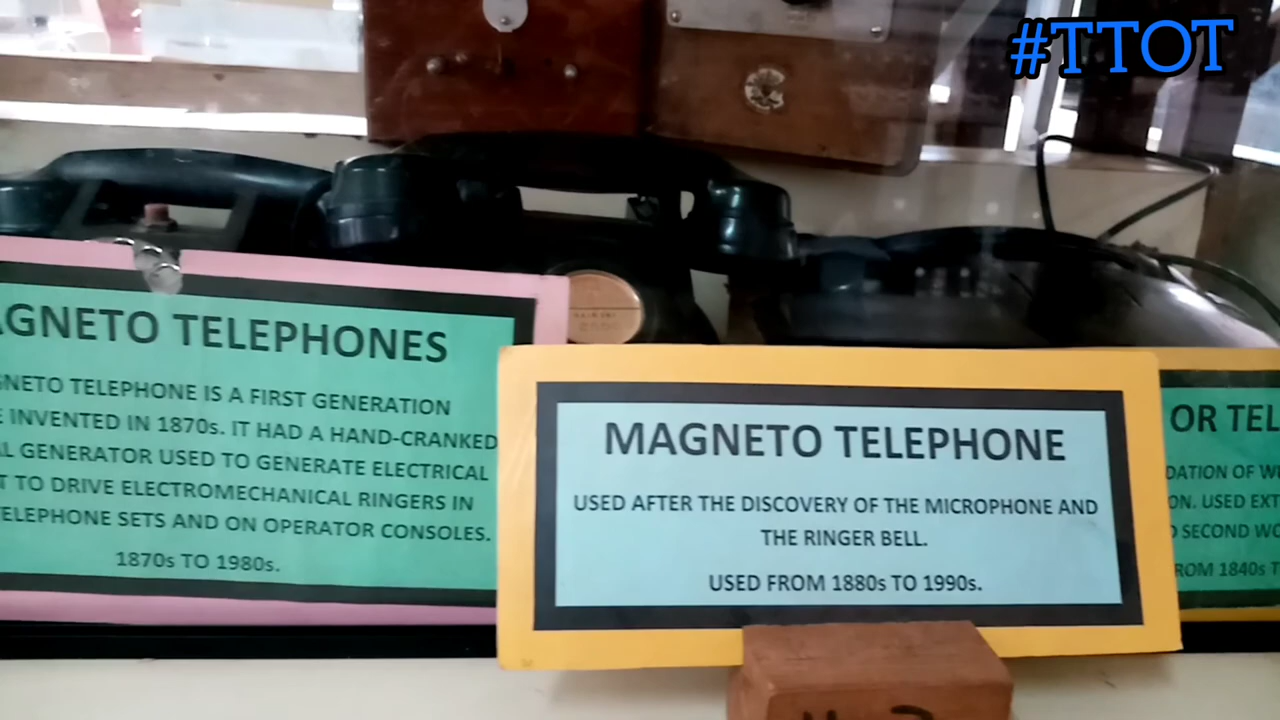 #TTOT
MAGNETO TELEPHONES
TELEPHONE IS A FIRST GENERATION
INVENTED IN 1870s. IT HAD A HAND-CRANKED
GENERATOR USED TO GENERATE ELECTRICAL
TO DRIVE ELECTROMECHANICAL RINGERS IN
TELEPHONE SETS AND ON OPERATOR CONSOLES.
1870s TO 1980s.
MAGNETO TELEPHONE
USED AFTER THE DISCOVERY OF THE MICROPHONE AND
THE RINGER BELL.
USED FROM 1880s TO 1990s.
OR TEL
DATION OF
ON. USED EXT
SECOND WO
ROM 1840s T